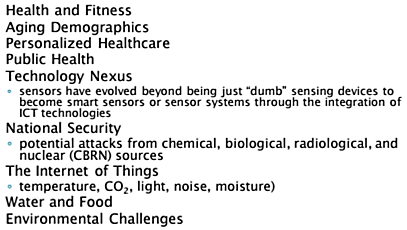 Health and Fitness
Aging Demographics
Personalized Healthcare
Public Health
Technology Nexus
◦ sensors have evolved beyond being just “dumb” sensing devices to
become smart sensors or sensor systems through the integration of
ICT technologies
National Security
◦ potential attacks from chemical, biological, radiological, and
nuclear (CBRN) sources
The Internet of Things
◦ temperature, CO₂, light, noise, moisture)
Water and Food
Environmental Challenges